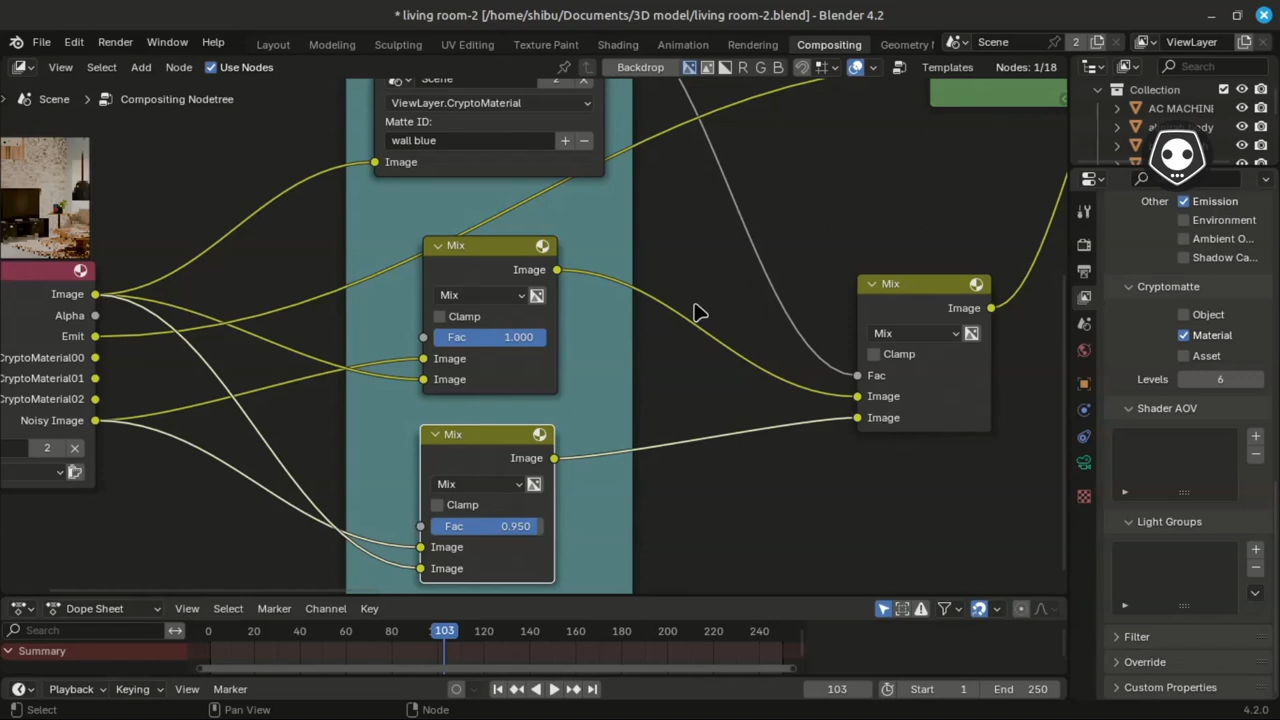 * living room-2 [/home/shibu/Documents/3D model/living room-2.blend] - Blender 4.2
File Edit Render Window Help Layout Modeling Sculpting UV Editing Texture Paint Shading Animation Rendering Compositing Geometry Scene 2 ViewLayer
View Select Add Node Use Nodes Backdrop R G B Templates Nodes: 1/18 Search
Scene Compositing Nodetree
Scene 2
ViewLayer.CryptoMaterial
Matte ID:
wall blue
Image
Mix
Image
Mix
Clamp
Fac 1.000
Image
Image
Mix
Image
Mix
Clamp
Fac 0.950
Image
Image
Image
Alpha
Emit
CryptoMaterial00
CryptoMaterial01
CryptoMaterial02
Noisy Image
2
Mix
Image
Mix
Clamp
Fac
Image
Image
Collection
AC MACHINE
Other Emission
Environment
Ambient O...
Shadow Ca...
Cryptomatte
Object
Material
Asset
Levels 6
Shader AOV
Light Groups
Filter
Override
Custom Properties
Dope Sheet View Select Marker Channel Key
Search 0 20 40 60 80 103 120 140 160 180 200 220 240
Summary
Playback Keying View Marker 103 Start 1 End 250
Select Pan View Node 4.2.0